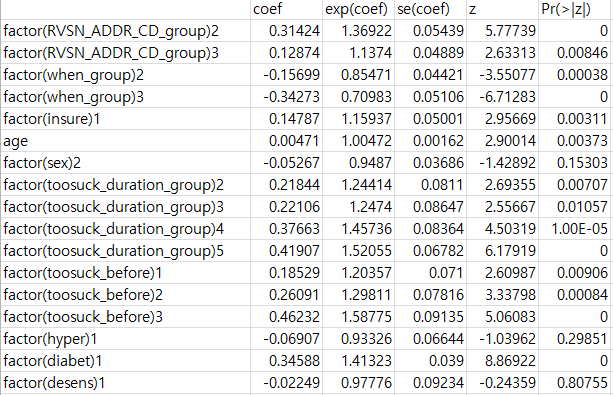 coef exp(coef) se(coef) z Pr(>|z|)
factor(RVSN_ADDR_CD_group)2 0.31424 1.36922 0.05439 5.77739 0
factor(RVSN_ADDR_CD_group)3 0.12874 1.1374 0.04889 2.63313 0.00846
factor(when_group)2 -0.15699 0.85471 0.04421 -3.55077 0.00038
factor(when_group)3 -0.34273 0.70983 0.05106 -6.71283 0
factor(insure)1 0.14787 1.15937 0.05001 2.95669 0.00311
age 0.00471 1.00472 0.00162 2.90014 0.00373
factor(sex)2 -0.05267 0.9487 0.03686 -1.42892 0.15303
factor(toosuck_duration_group)2 0.21844 1.24414 0.0811 2.69355 0.00707
factor(toosuck_duration_group)3 0.22106 1.2474 0.08647 2.55667 0.01057
factor(toosuck_duration_group)4 0.37663 1.45736 0.08364 4.50319 1.00E-05
factor(toosuck_duration_group)5 0.41907 1.52055 0.06782 6.17919 0
factor(toosuck_before)1 0.18529 1.20357 0.071 2.60987 0.00906
factor(toosuck_before)2 0.26091 1.29811 0.07816 3.33798 0.00084
factor(toosuck_before)3 0.46232 1.58775 0.09135 5.06083 0
factor(hyper)1 -0.06907 0.93326 0.06644 -1.03962 0.29851
factor(diabet)1 0.34588 1.41323 0.039 8.86922 0
factor(desens)1 -0.02249 0.97776 0.09234 -0.24359 0.80755